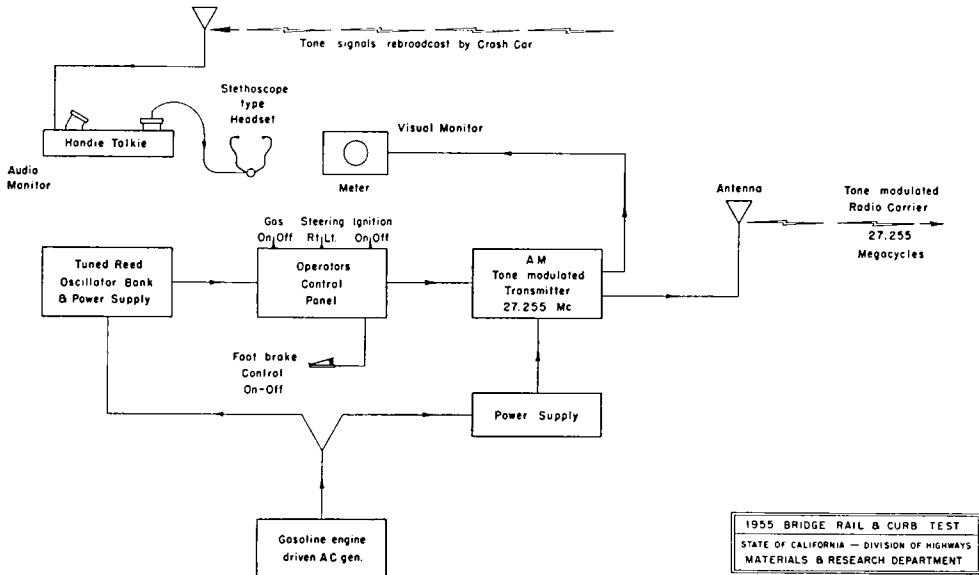 Tone signals rebroadcast by Crash Car
Stethoscope
type
Headset
Handie Talkie
Audio
Monitor
Visual Monitor
Meter
Antenna
Tone modulated
Radio Carrier
27.255
Megacycles
Gas
On Off
Steering
Rt Lt.
Ignition
On Off
Tuned Reed
Oscillator Bank
& Power Supply
Operators
Control
Panel
AM
Tone modulated
Transmitter
27.255 Mc
Foot brake
Control
On-Off
Power Supply
Gasoline engine
driven AC gen.
1955 BRIDGE RAIL & CURB TEST
STATE OF CALIFORNIA — DIVISION OF HIGHWAYS
MATERIALS & RESEARCH DEPARTMENT